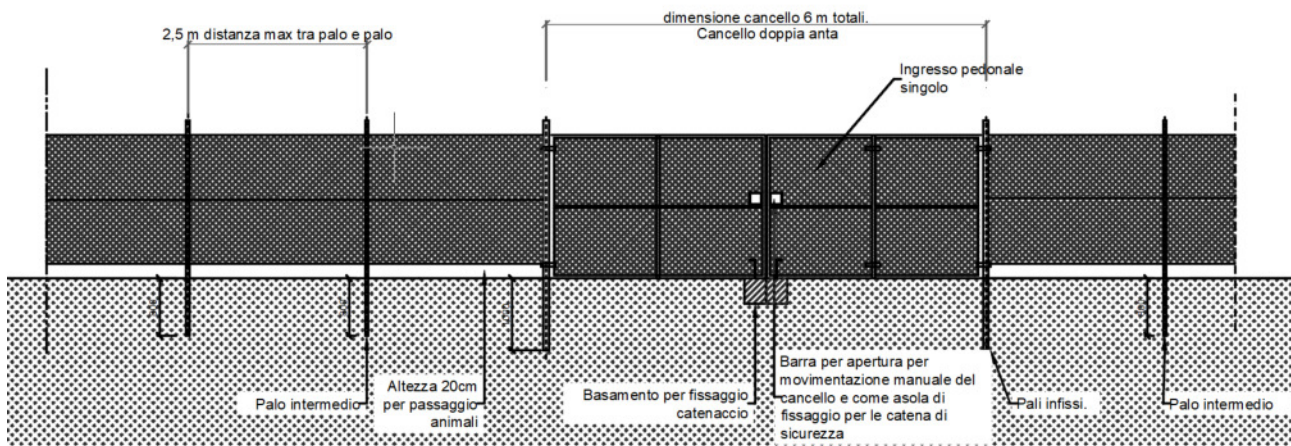 dimensione cancello 6 m totali.
Cancello doppia anta
2,5 m distanza max tra palo e palo
Ingresso pedonale
singolo
Palo intermedio
Altezza 20cm
per passaggio
animali
Basamento per fissaggio
catenaccio
Barra per apertura per
movimentazione manuale del
cancello e come asola di
fissaggio per le catena di
sicurezza
Pali infissi.
Palo intermedio